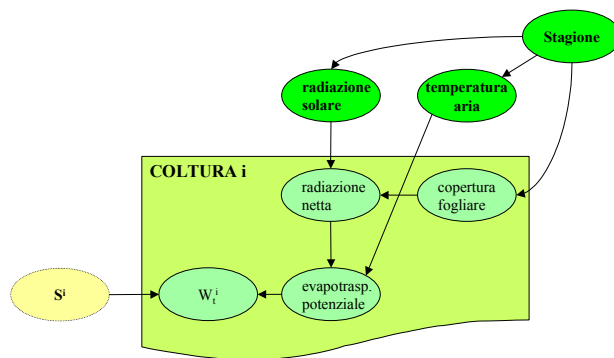 Stagione
radiazione
solare
temperatura
aria
COLTURA i
radiazione
netta
copertura
fogliare
Sⁱ
Wₜⁱ
evapotrasp.
potenziale